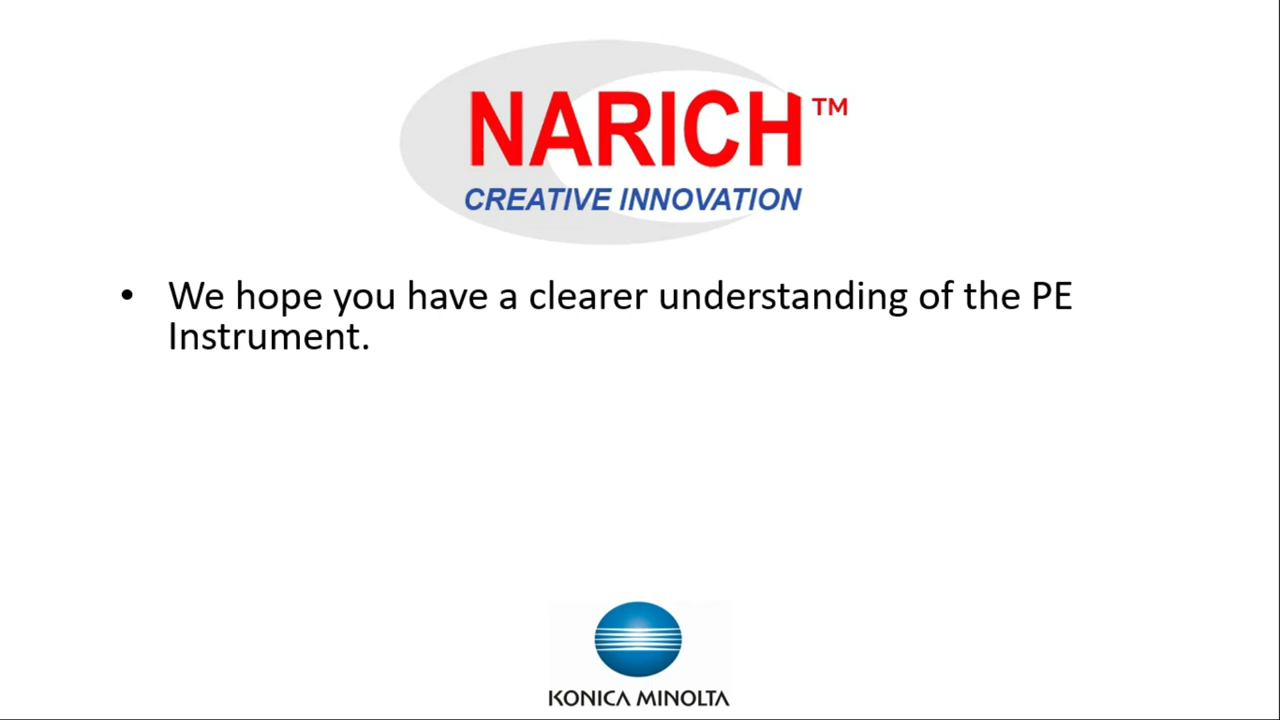 NARICH™
CREATIVE INNOVATION
• We hope you have a clearer understanding of the PE
Instrument.
KONICA MINOLTA